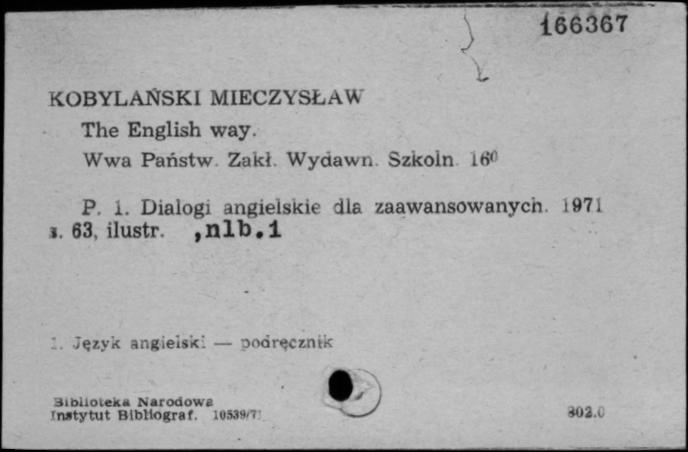 166367
KOBYLAŃSKI MIECZYSŁAW
The English way.
Wwa Państw. Zakł. Wydawn. Szkoln. 16⁰
P. 1. Dialogi angielskie dla zaawansowanych. 1971
s. 63, ilustr. ,nlb.1
1. Język angielski — podręcznik
Biblioteka Narodowa
Instytut Bibliograf. 10539/71
802.0